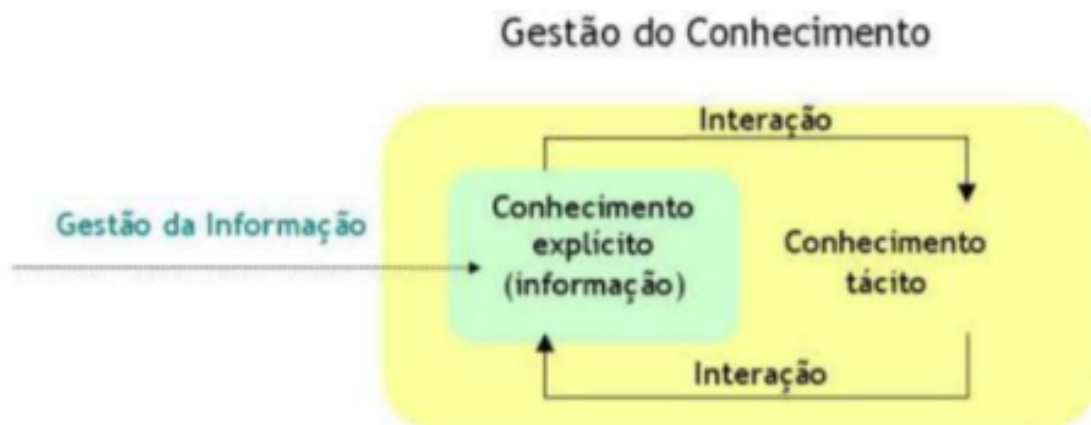 Gestão do Conhecimento
Interação
Gestão da Informação
Conhecimento
explícito
(informação)
Conhecimento
tácito
Interação